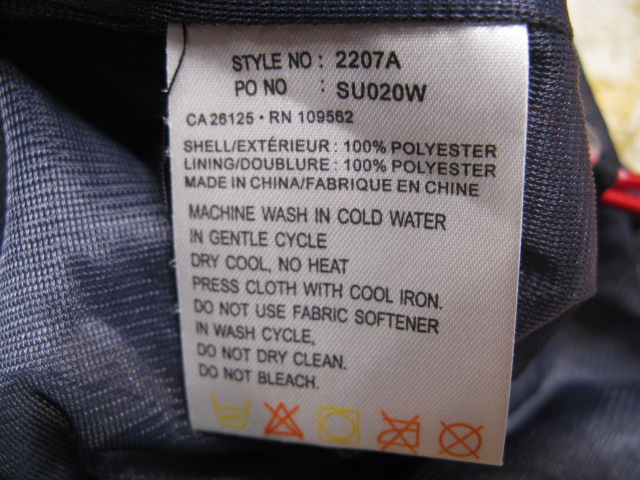 STYLE NO : 2207A
PO NO : SU020W
CA 26125 • RN 109562
SHELL/EXTÉRIEUR : 100% POLYESTER
LINING/DOUBLURE : 100% POLYESTER
MADE IN CHINA/FABRIQUE EN CHINE
MACHINE WASH IN COLD WATER
IN GENTLE CYCLE
DRY COOL, NO HEAT
PRESS CLOTH WITH COOL IRON.
DO NOT USE FABRIC SOFTENER
IN WASH CYCLE,
DO NOT DRY CLEAN.
DO NOT BLEACH.